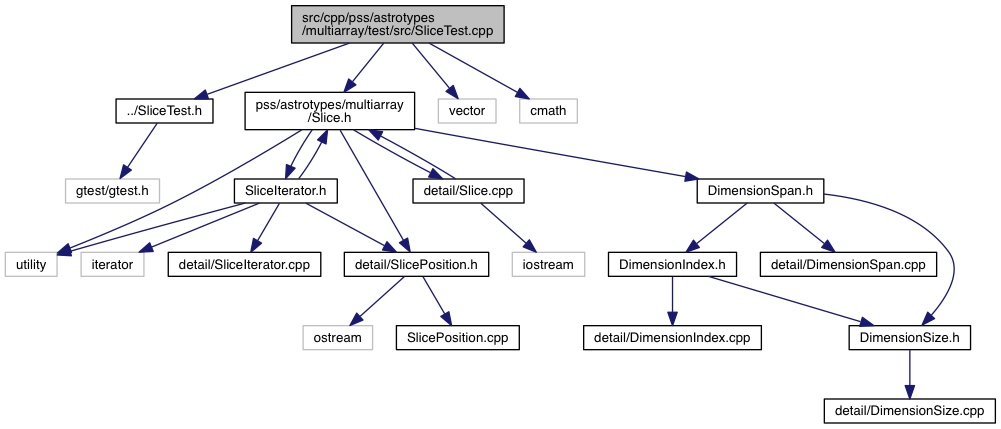 src/cpp/pss/astrotypes
/multiarray/test/src/SliceTest.cpp
../SliceTest.h
pss/astrotypes/multiarray
/Slice.h
vector
cmath
gtest/gtest.h
SliceIterator.h
detail/Slice.cpp
DimensionSpan.h
utility
iterator
detail/SliceIterator.cpp
detail/SlicePosition.h
iostream
DimensionIndex.h
detail/DimensionSpan.cpp
ostream
SlicePosition.cpp
detail/DimensionIndex.cpp
DimensionSize.h
detail/DimensionSize.cpp